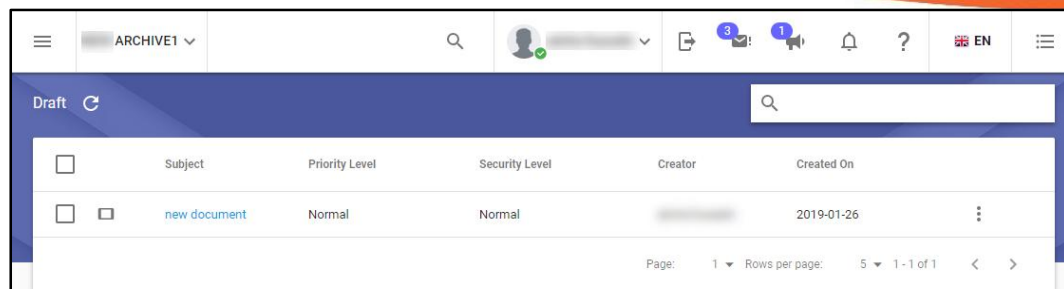 ARCHIVE1
3
1
?
EN
Draft
Subject Priority Level Security Level Creator Created On
new document Normal Normal 2019-01-26
Page: 1 Rows per page: 5 1 - 1 of 1